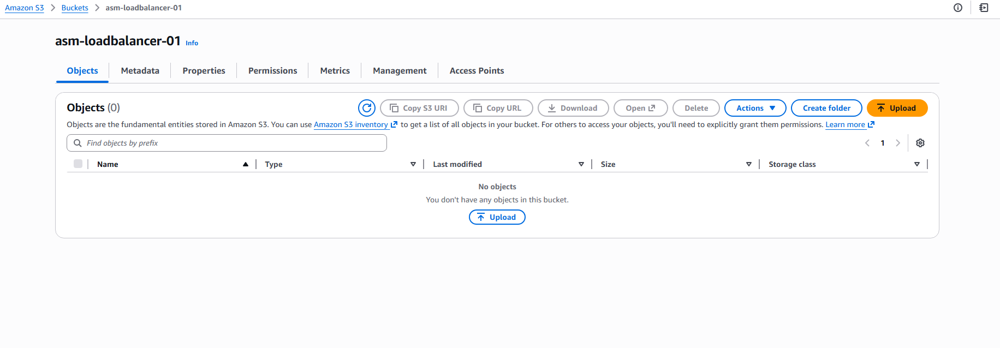 Amazon S3 > Buckets > asm-loadbalancer-01
asm-loadbalancer-01 Info
Objects Metadata Properties Permissions Metrics Management Access Points
Objects (0) Copy S3 URI Copy URL Download Open Delete Actions Create folder Upload
Objects are the fundamental entities stored in Amazon S3. You can use Amazon S3 inventory to get a list of all objects in your bucket. For others to access your objects, you'll need to explicitly grant them permissions. Learn more
Find objects by prefix 1
Name Type Last modified Size Storage class
No objects
You don't have any objects in this bucket.
Upload